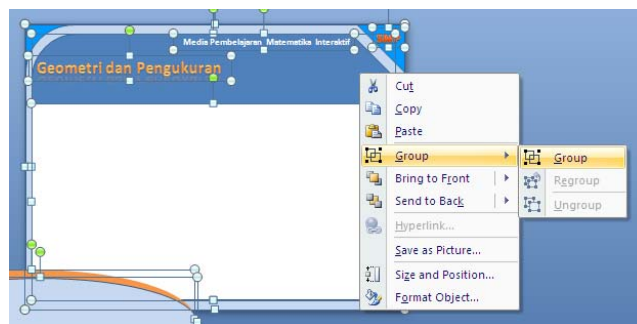 Media Pembelajaran Matematika Interaktif
Geometri dan Pengukuran
Cut
Copy
Paste
Group
Group
Bring to Front
Regroup
Send to Back
Ungroup
Hyperlink...
Save as Picture...
Size and Position...
Format Object...